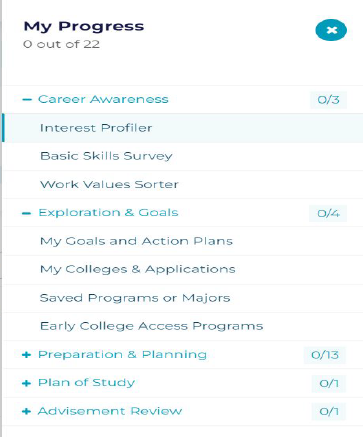 My Progress
0 out of 22
Career Awareness 0/3
Interest Profiler
Basic Skills Survey
Work Values Sorter
Exploration & Goals 0/4
My Goals and Action Plans
My Colleges & Applications
Saved Programs or Majors
Early College Access Programs
Preparation & Planning 0/13
Plan of Study 0/1
Advisement Review 0/1